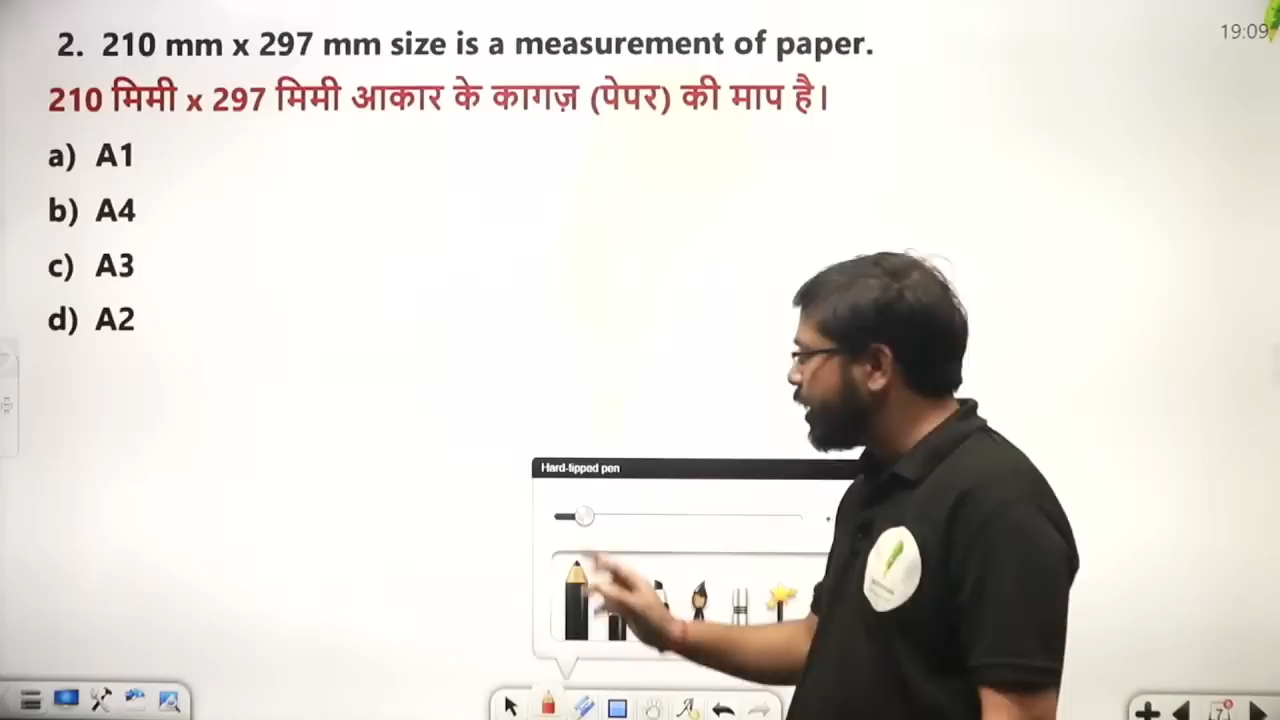 19:09
2. 210 mm x 297 mm size is a measurement of paper.
210 मिमी x 297 मिमी आकार के कागज़ (पेपर) की माप है।
a) A1
b) A4
c) A3
d) A2
Hard-tipped pen
7